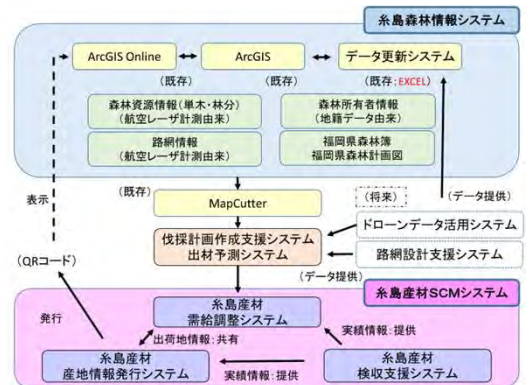 糸島森林情報システム
ArcGIS Online
ArcGIS
データ更新システム
(既存)
(既存)
(既存:EXCEL)
森林資源情報(単木・林分)
(航空レーザ計測由来)
森林所有者情報
(地籍データ由来)
路網情報
(航空レーザ計測由来)
福岡県森林簿
福岡県森林計画図
(既存)
表示
MapCutter
(将来)
(データ提供)
ドローンデータ活用システム
伐採計画作成支援システム
出材予測システム
路網設計支援システム
(QRコード)
(データ提供)
糸島産材SCMシステム
発行
糸島産材
需給調整システム
出荷地情報:共有
実績情報:提供
糸島産材
産地情報発行システム
実績情報:提供
糸島産材
検収支援システム